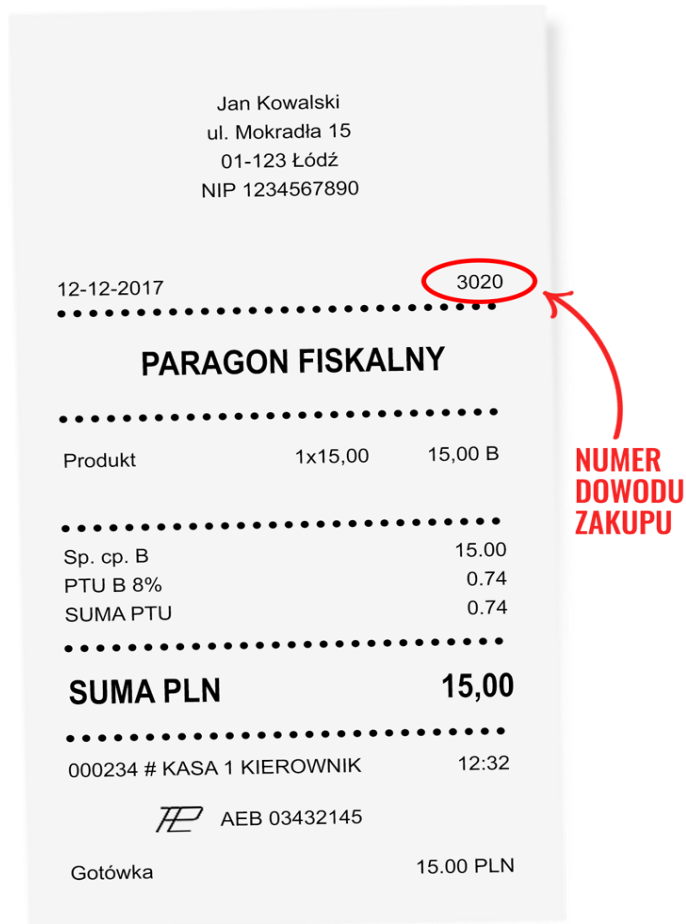 Jan Kowalski
ul. Mokradła 15
01-123 Łódź
NIP 1234567890
12-12-2017 3020
PARAGON FISKALNY
Produkt 1x15,00 15,00 B
NUMER
DOWODU
ZAKUPU
Sp. cp. B 15.00
PTU B 8% 0.74
SUMA PTU 0.74
SUMA PLN 15,00
000234 # KASA 1 KIEROWNIK 12:32
AEB 03432145
Gotówka 15.00 PLN